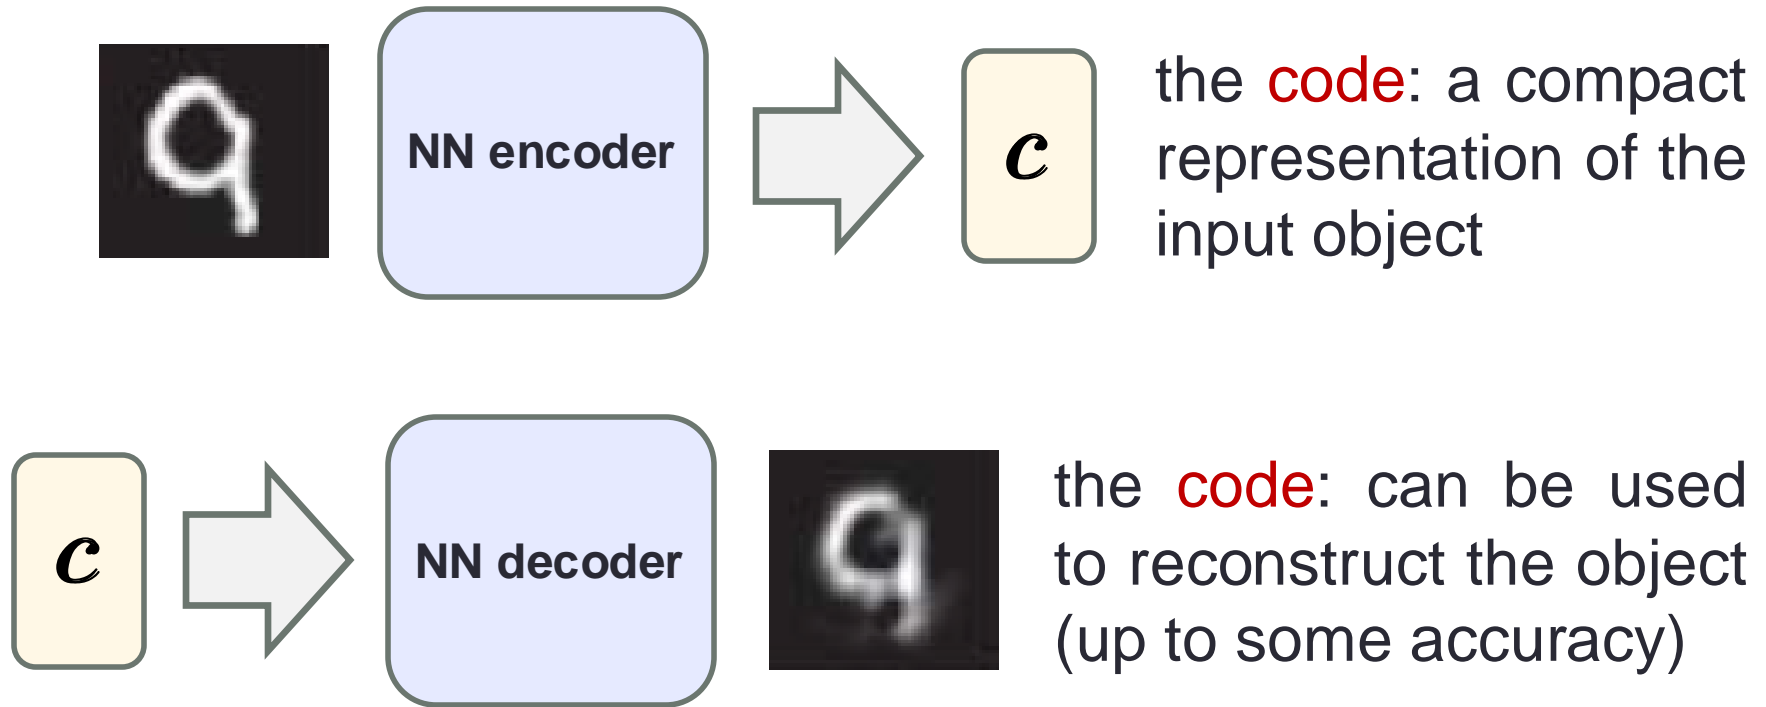 NN encoder
c
the code: a compact
representation of the
input object
c
NN decoder
the code: can be used
to reconstruct the object
(up to some accuracy)